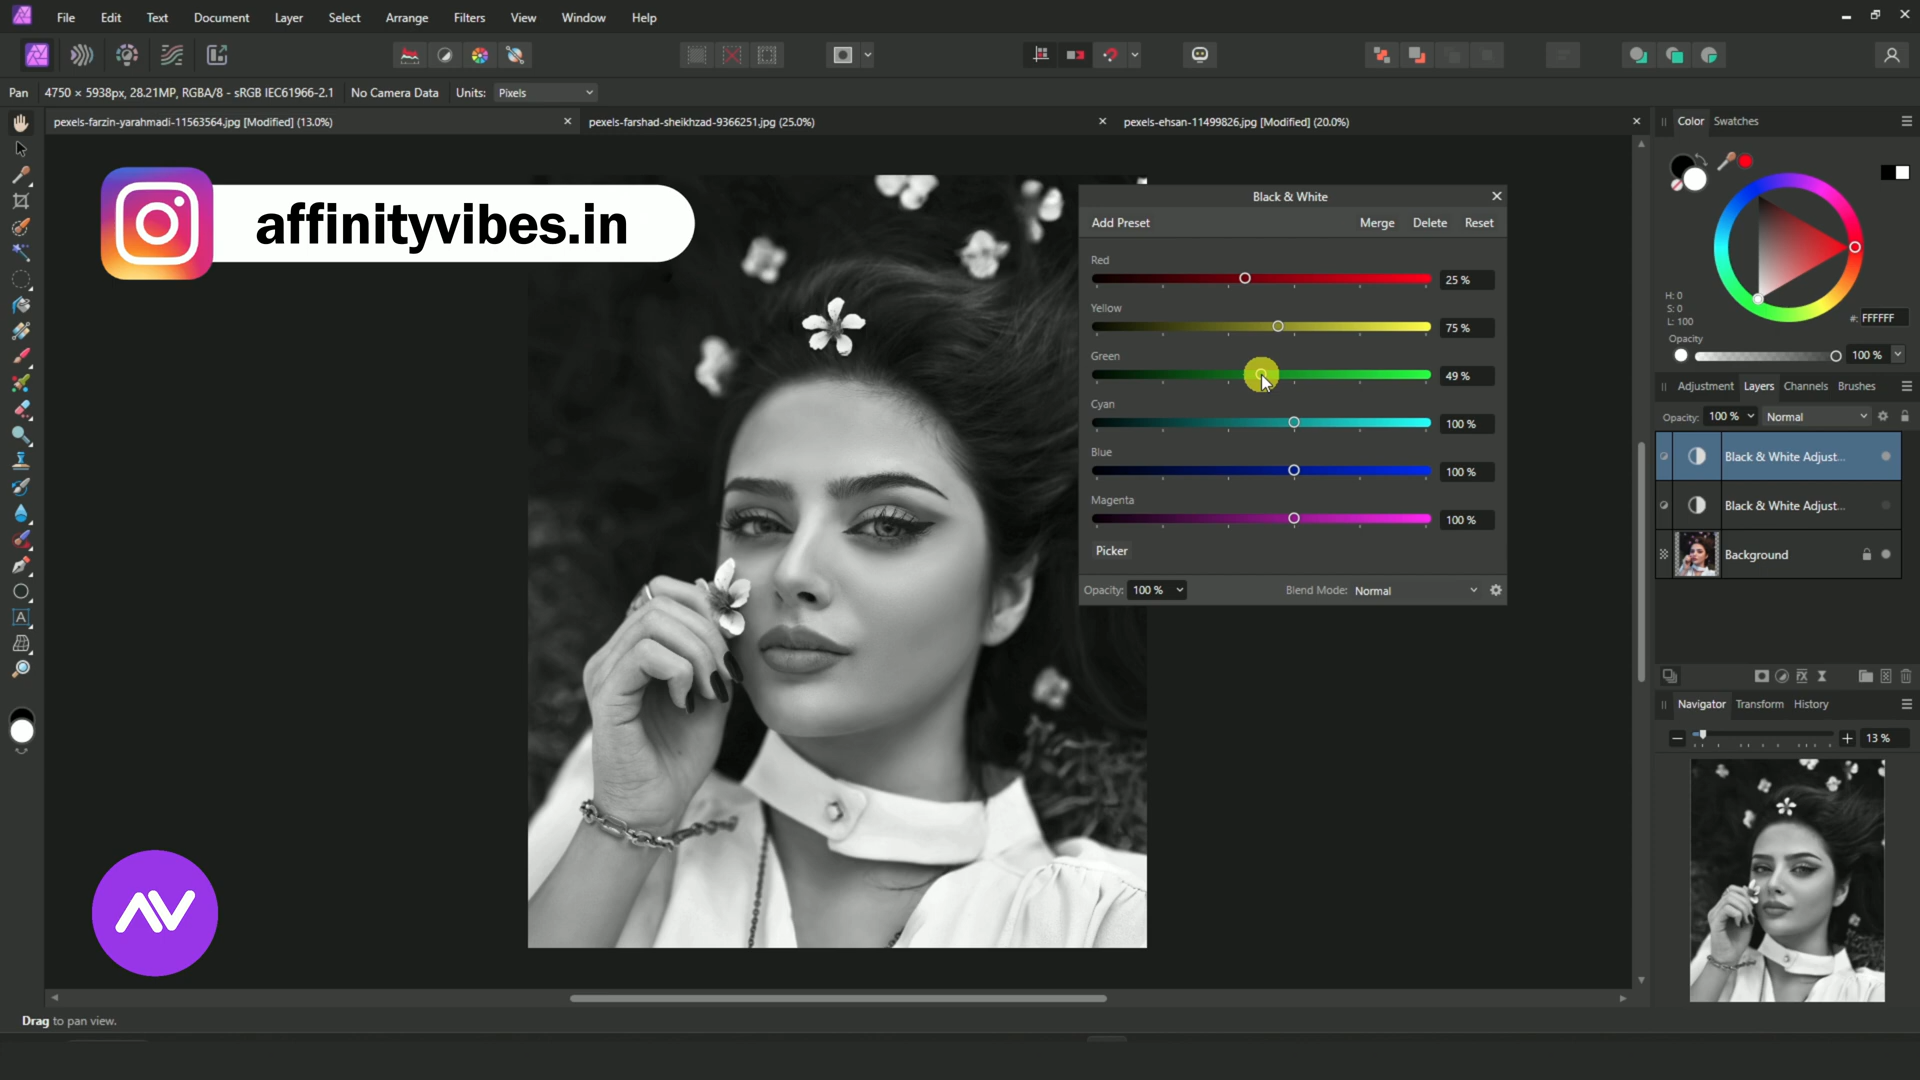 File Edit Text Document Layer Select Arrange Filters View Window Help
Pan 4750 × 5938px, 28.21MP, RGBA/8 - sRGB IEC61966-2.1 No Camera Data Units: Pixels
pexels-farzin-yarahmadi-11563564.jpg [Modified] (13.0%) pexels-farshad-sheikhzad-9366251.jpg (25.0%) pexels-ehsan-11499826.jpg [Modified] (20.0%)
affinityvibes.in
Black & White
Add Preset Merge Delete Reset
Red
25 %
Yellow
75 %
Green
49 %
Cyan
100 %
Blue
100 %
Magenta
100 %
Picker
Opacity: 100 % Blend Mode: Normal
Color Swatches
H: 0
S: 0
L: 100
#: FFFFFF
Opacity
100 %
Adjustment Layers Channels Brushes
Opacity: 100 % Normal
Black & White Adjust...
Black & White Adjust...
Background
Navigator Transform History
13 %
AV
Drag to pan view.